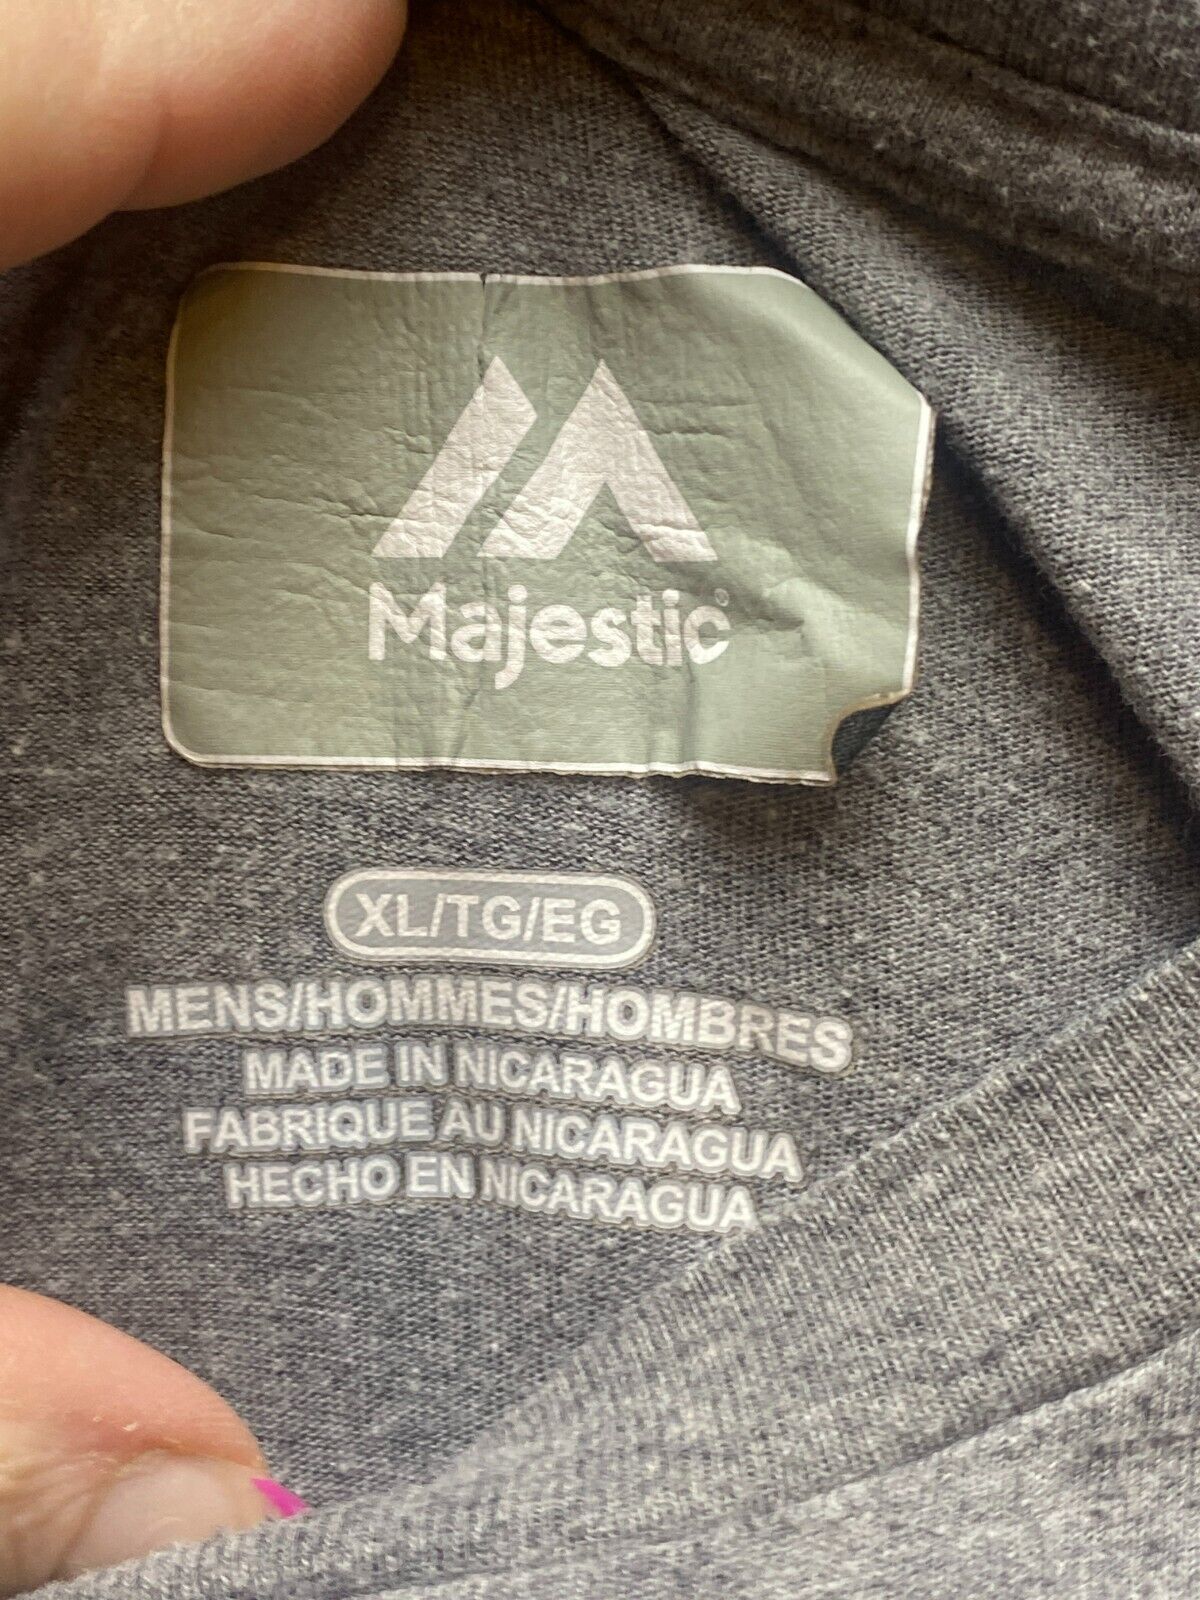 Majestic®
XL/TG/EG
MENS/HOMMES/HOMBRES
MADE IN NICARAGUA
FABRIQUE AU NICARAGUA
HECHO EN NICARAGUA